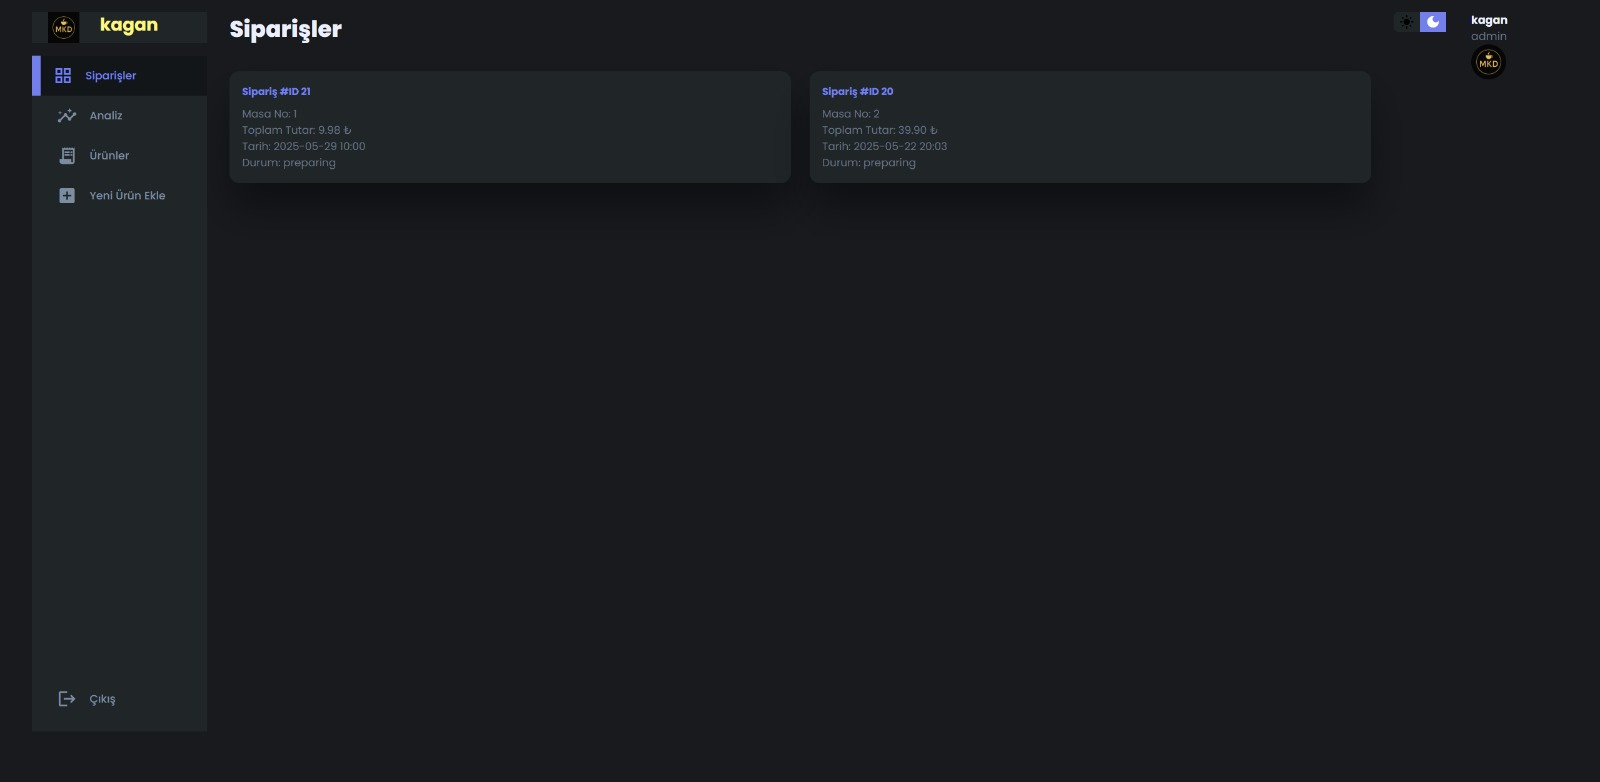 MKD
kagan
Siparişler
Analiz
Ürünler
Yeni Ürün Ekle
Çıkış
Siparişler
Sipariş #ID 21
Masa No: 1
Toplam Tutar: 9.98 ₺
Tarih: 2025-05-29 10:00
Durum: preparing
Sipariş #ID 20
Masa No: 2
Toplam Tutar: 39.90 ₺
Tarih: 2025-05-22 20:03
Durum: preparing
kagan
admin
MKD